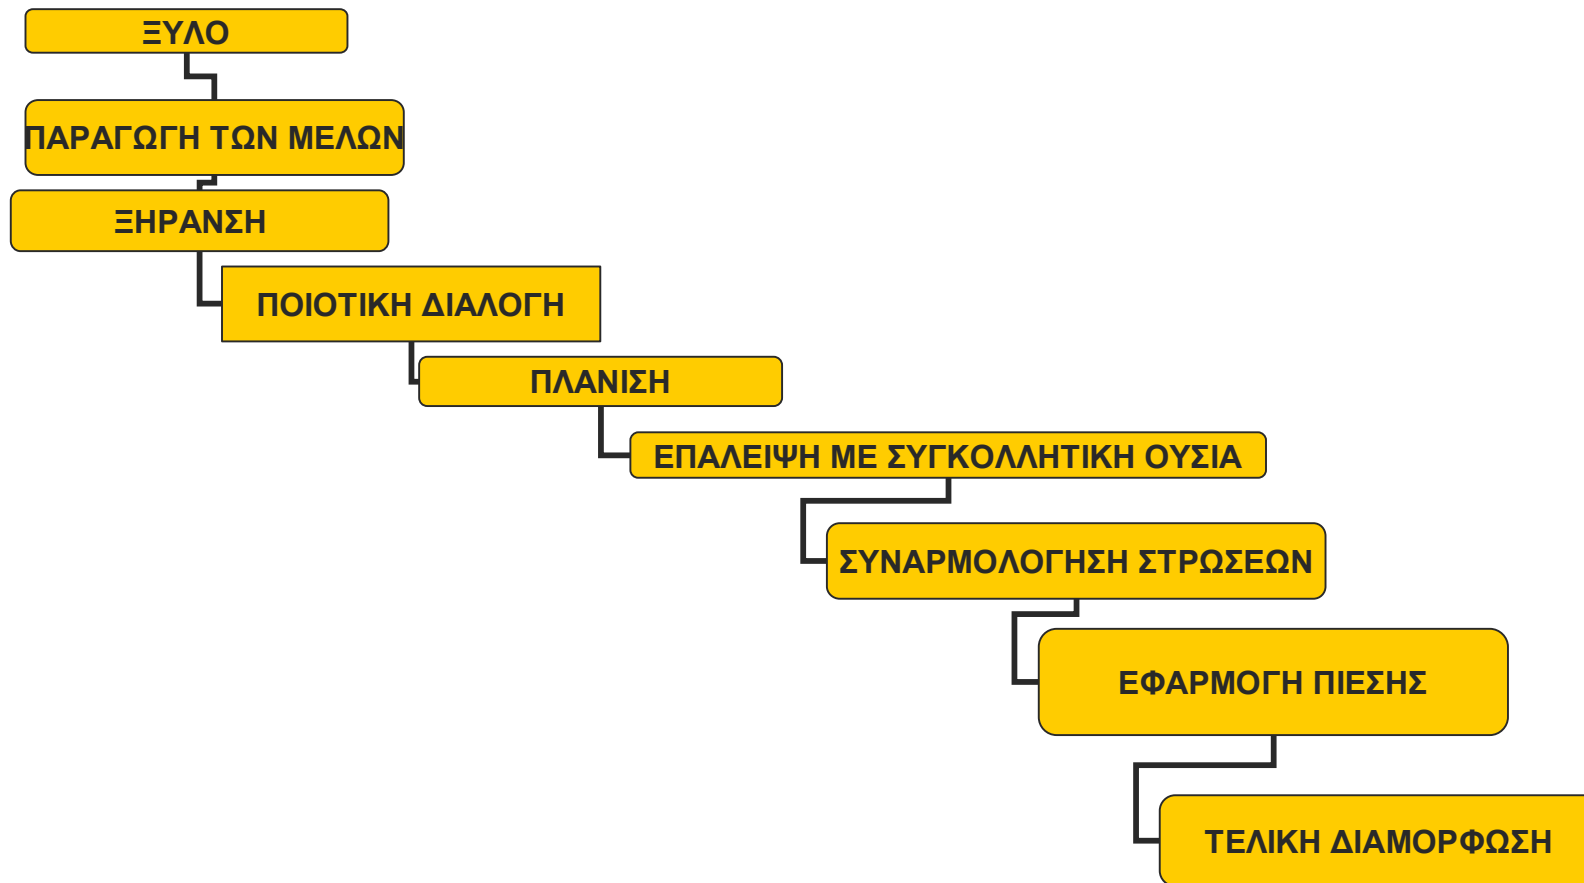 ΞΥΛΟ
ΠΑΡΑΓΩΓΗ ΤΩΝ ΜΕΛΩΝ
ΞΗΡΑΝΣΗ
ΠΟΙΟΤΙΚΗ ΔΙΑΛΟΓΗ
ΠΛΑΝΙΣΗ
ΕΠΑΛΕΙΨΗ ΜΕ ΣΥΓΚΟΛΛΗΤΙΚΗ ΟΥΣΙΑ
ΣΥΝΑΡΜΟΛΟΓΗΣΗ ΣΤΡΩΣΕΩΝ
ΕΦΑΡΜΟΓΗ ΠΙΕΣΗΣ
ΤΕΛΙΚΗ ΔΙΑΜΟΡΦΩΣΗ